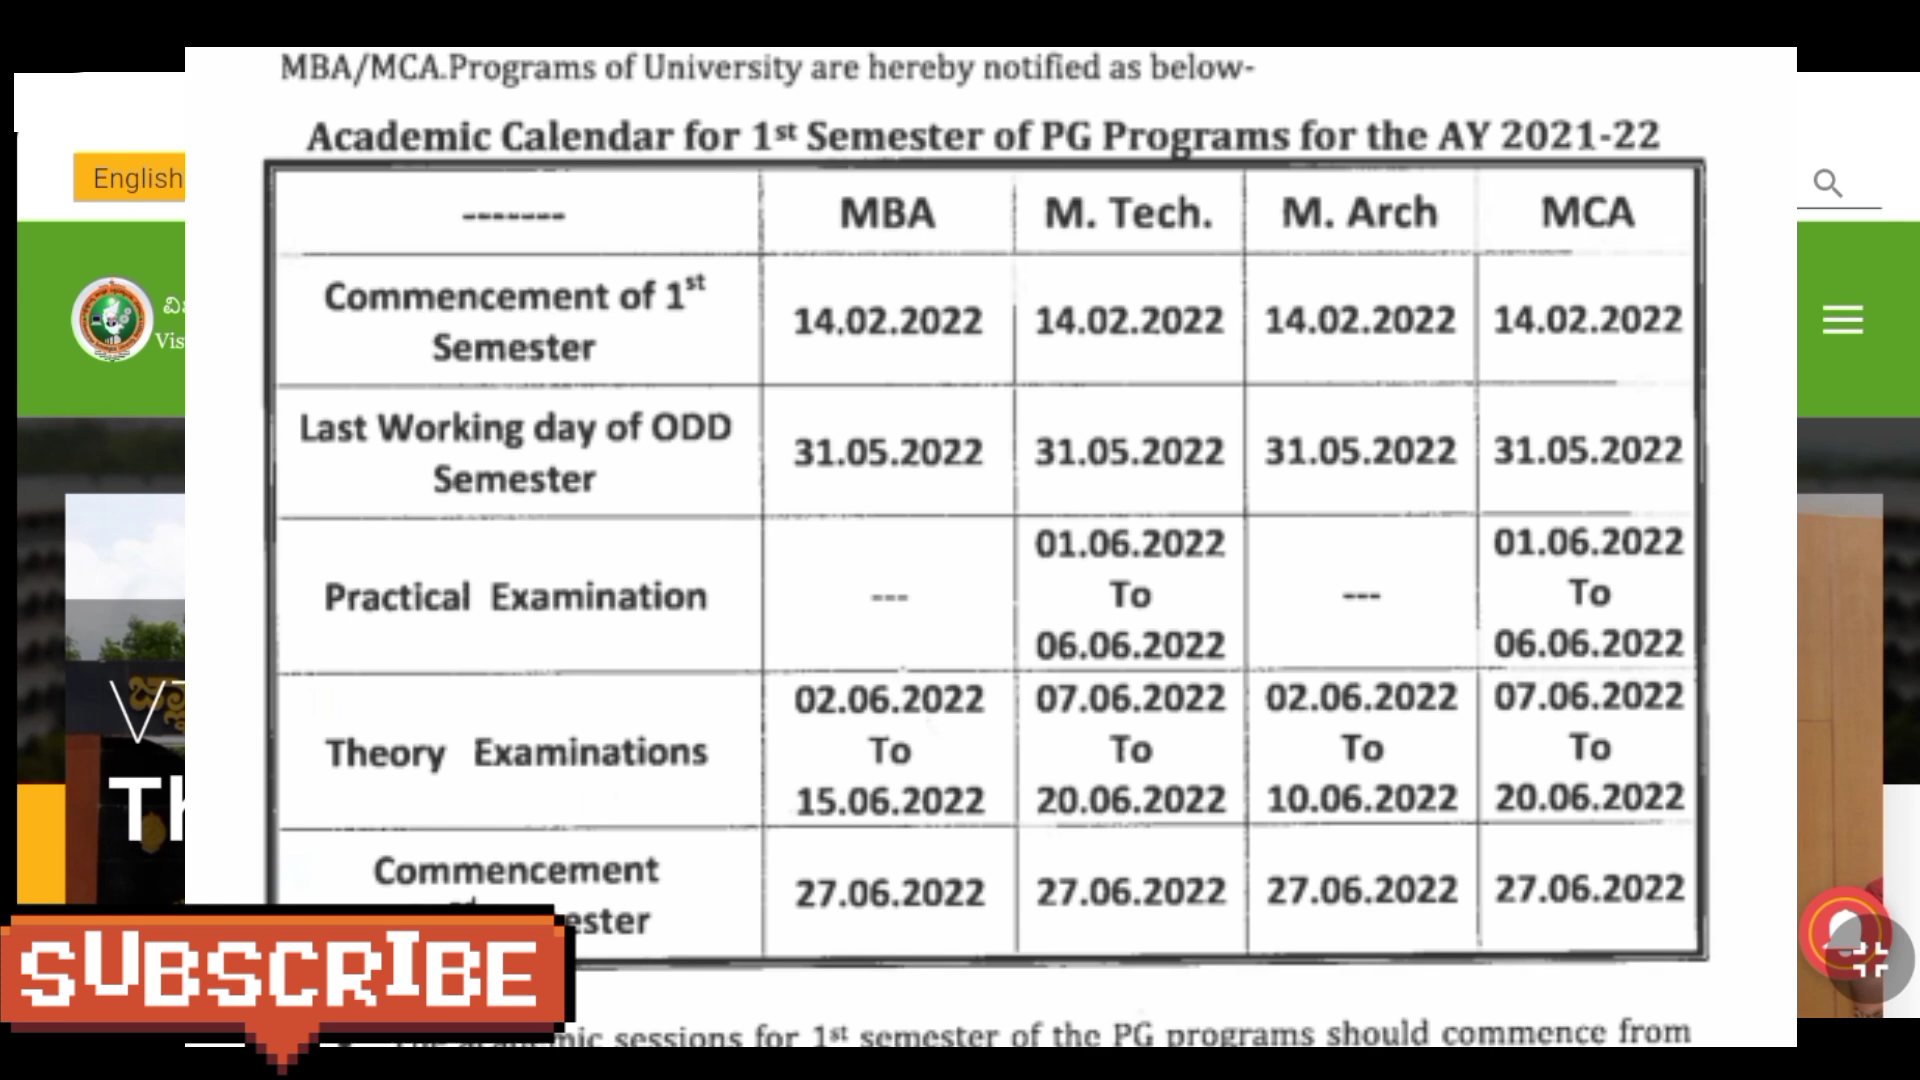 MBA/MCA.Programs of University are hereby notified as below-
Academic Calendar for 1st Semester of PG Programs for the AY 2021-22
English
------- MBA M. Tech. M. Arch MCA
Commencement of 1st Semester 14.02.2022 14.02.2022 14.02.2022 14.02.2022
Last Working day of ODD Semester 31.05.2022 31.05.2022 31.05.2022 31.05.2022
Practical Examination --- 01.06.2022 To 06.06.2022 --- 01.06.2022 To 06.06.2022
Theory Examinations 02.06.2022 To 15.06.2022 07.06.2022 To 20.06.2022 02.06.2022 To 10.06.2022 07.06.2022 To 20.06.2022
Commencement ester 27.06.2022 27.06.2022 27.06.2022 27.06.2022
SUBSCRIBE
sessions for 1st semester of the PG programs should commence from
Vis
VT
Th